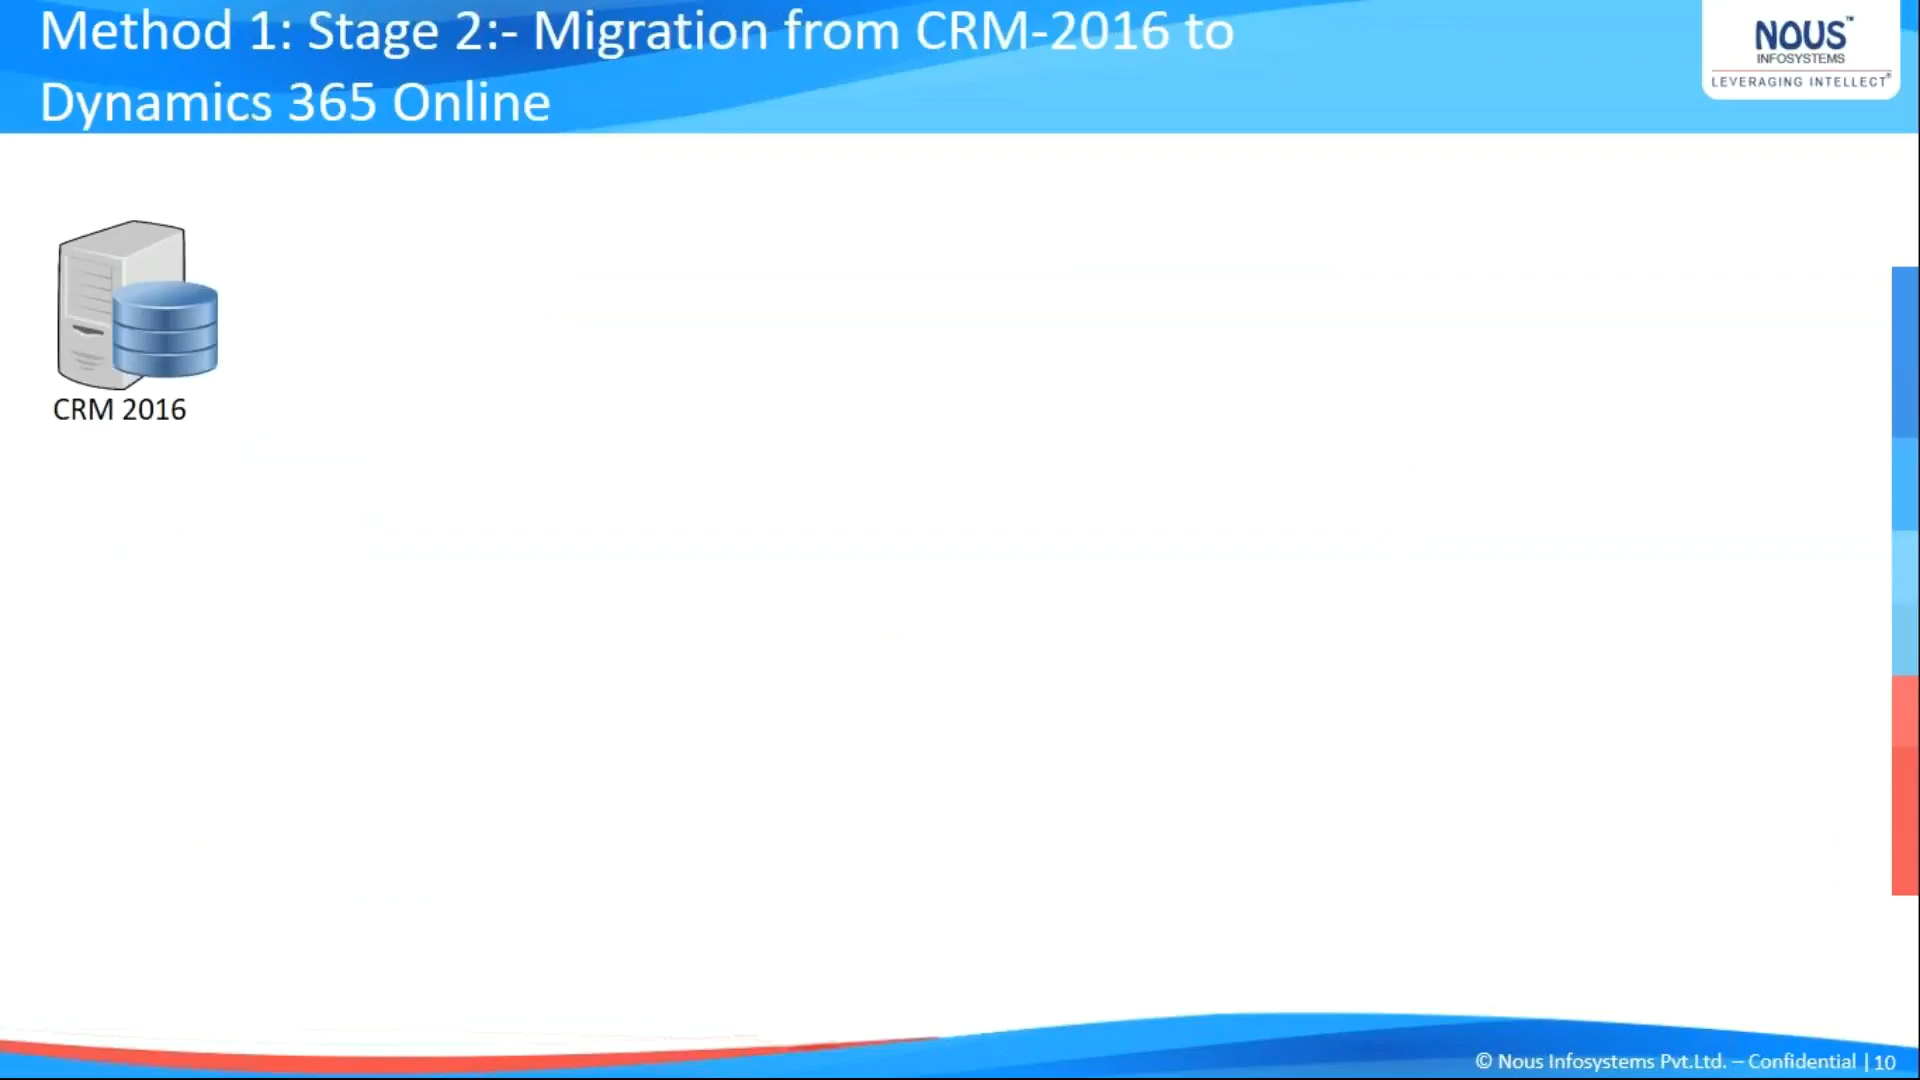 Method 1: Stage 2:- Migration from CRM-2016 to
Dynamics 365 Online
NOUS™
INFOSYSTEMS
LEVERAGING INTELLECT®
CRM 2016
© Nous Infosystems Pvt.Ltd. – Confidential | 10